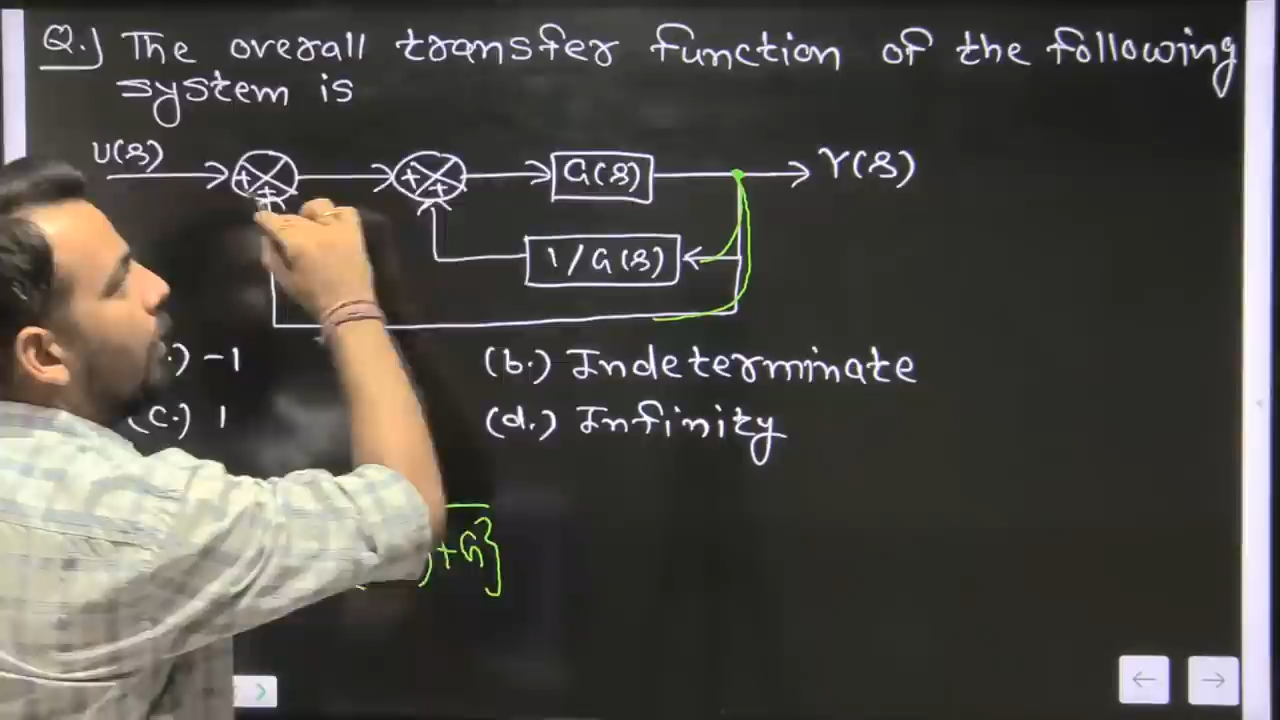 Q.) The overall transfer function of the following
system is
U(s)
+ +
+ +
G(s)
Y(s)
1/G(s)
.) -1
(b.) Indeterminate
(c.) 1
(d.) Infinity
)+G}
← →